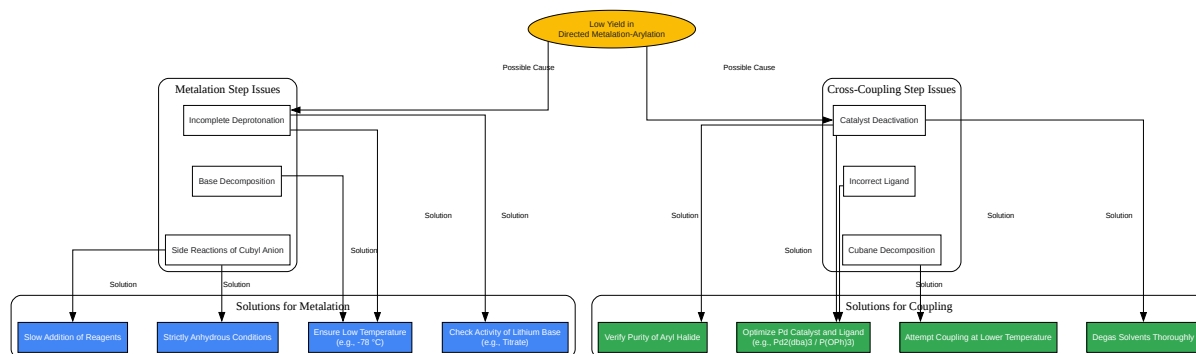 Low Yield in
Directed Metalation-Arylation
Possible Cause
Possible Cause
Metalation Step Issues
Cross-Coupling Step Issues
Incomplete Deprotonation
Catalyst Deactivation
Base Decomposition
Incorrect Ligand
Solution
Solution
Solution
Solution
Solution
Side Reactions of Cubyl Anion
Solution
Solution
Cubane Decomposition
Solution
Solution
Solution
Solutions for Metalation
Solutions for Coupling
Slow Addition of Reagents
Strictly Anhydrous Conditions
Ensure Low Temperature
(e.g., -78 °C)
Check Activity of Lithium Base
(e.g., Titrate)
Verify Purity of Aryl Halide
Optimize Pd Catalyst and Ligand
(e.g., Pd2(dba)3 / P(OPh)3)
Attempt Coupling at Lower Temperature
Degas Solvents Thoroughly